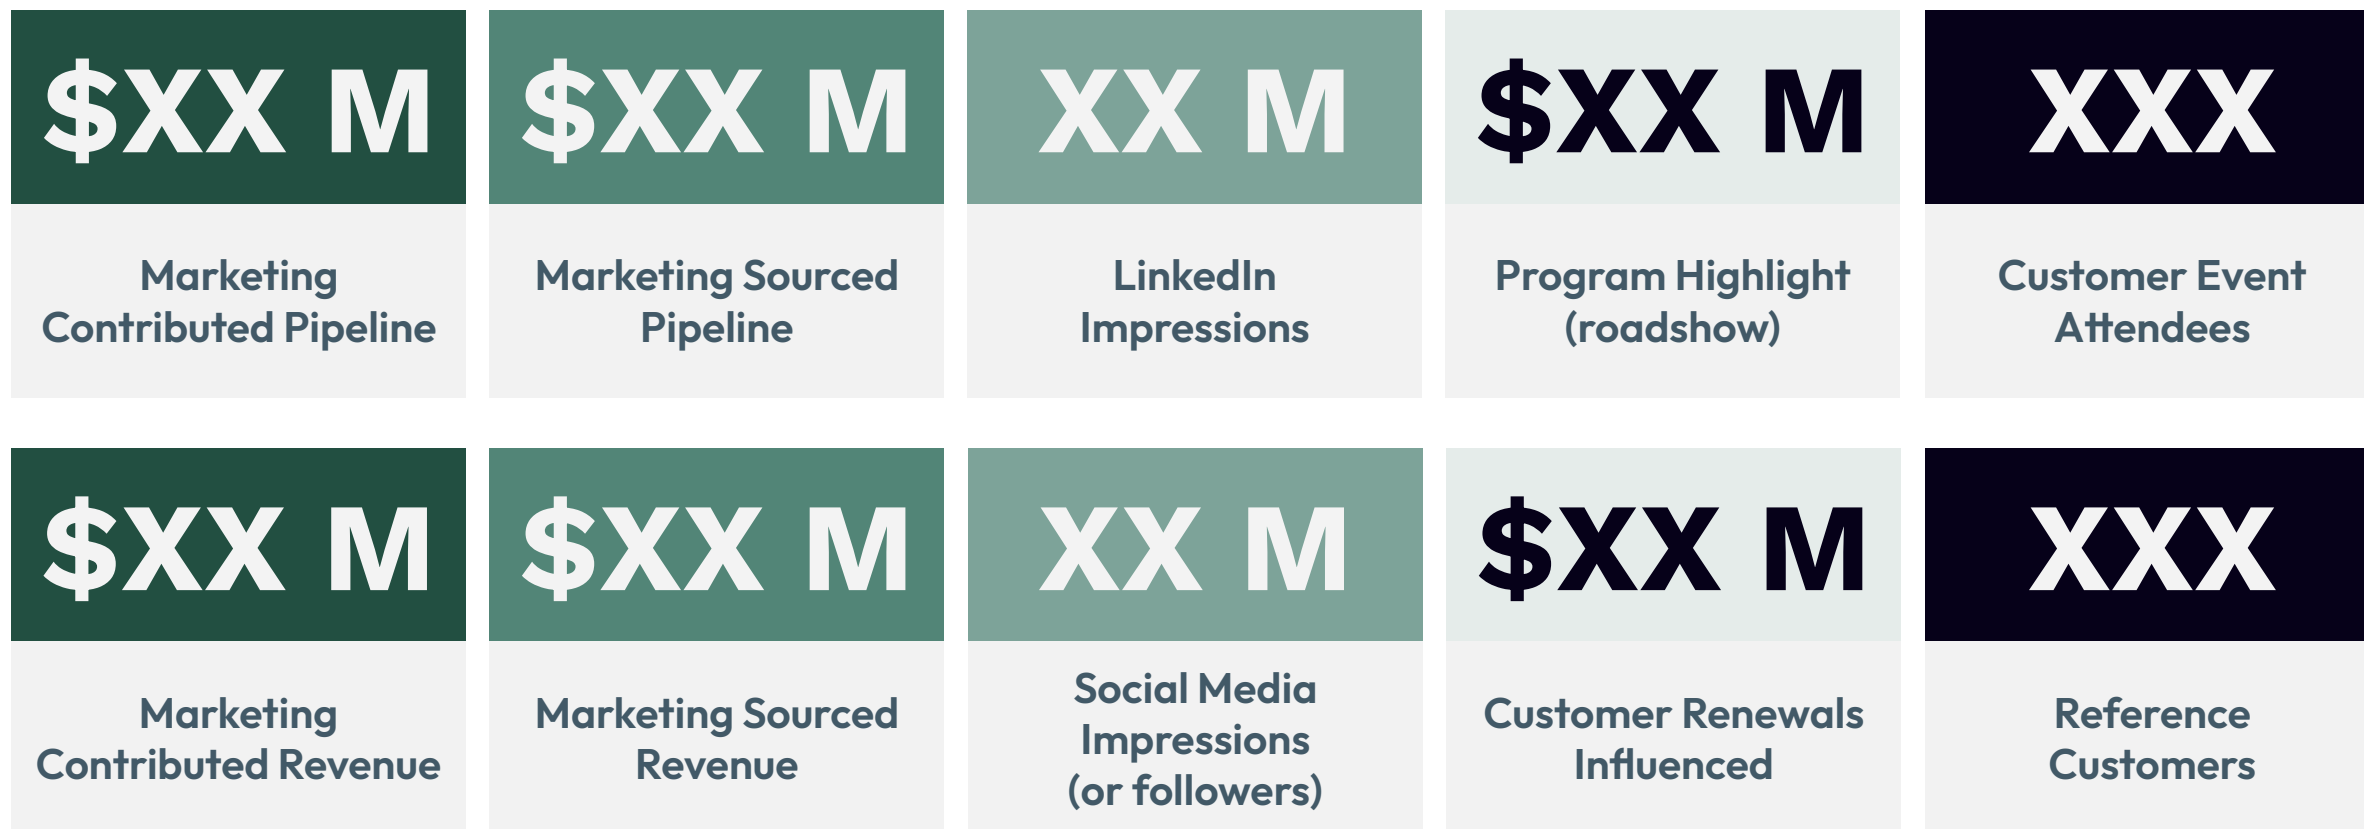 $XX M
Marketing
Contributed Pipeline
$XX M
Marketing Sourced
Pipeline
XX M
LinkedIn
Impressions
$XX M
Program Highlight
(roadshow)
XXX
Customer Event
Attendees
$XX M
Marketing
Contributed Revenue
$XX M
Marketing Sourced
Revenue
XX M
Social Media
Impressions
(or followers)
$XX M
Customer Renewals
Influenced
XXX
Reference
Customers